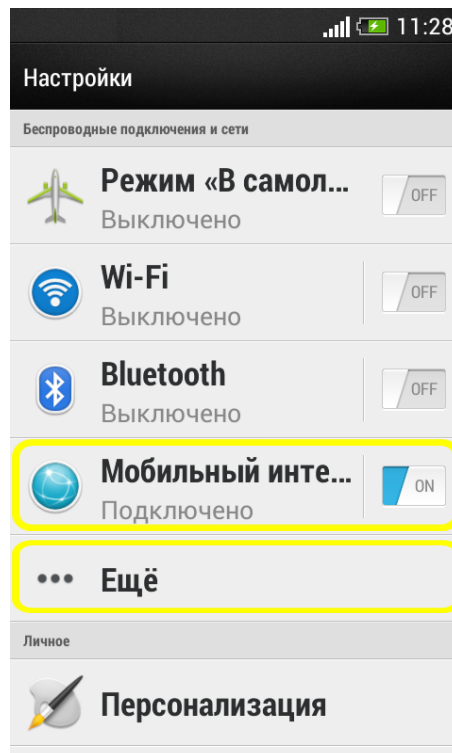 11:28
Настройки
Беспроводные подключения и сети
Режим «В самол...
Выключено
OFF
Wi-Fi
Выключено
OFF
Bluetooth
Выключено
OFF
Мобильный инте...
Подключено
ON
Ещё
Личное
Персонализация